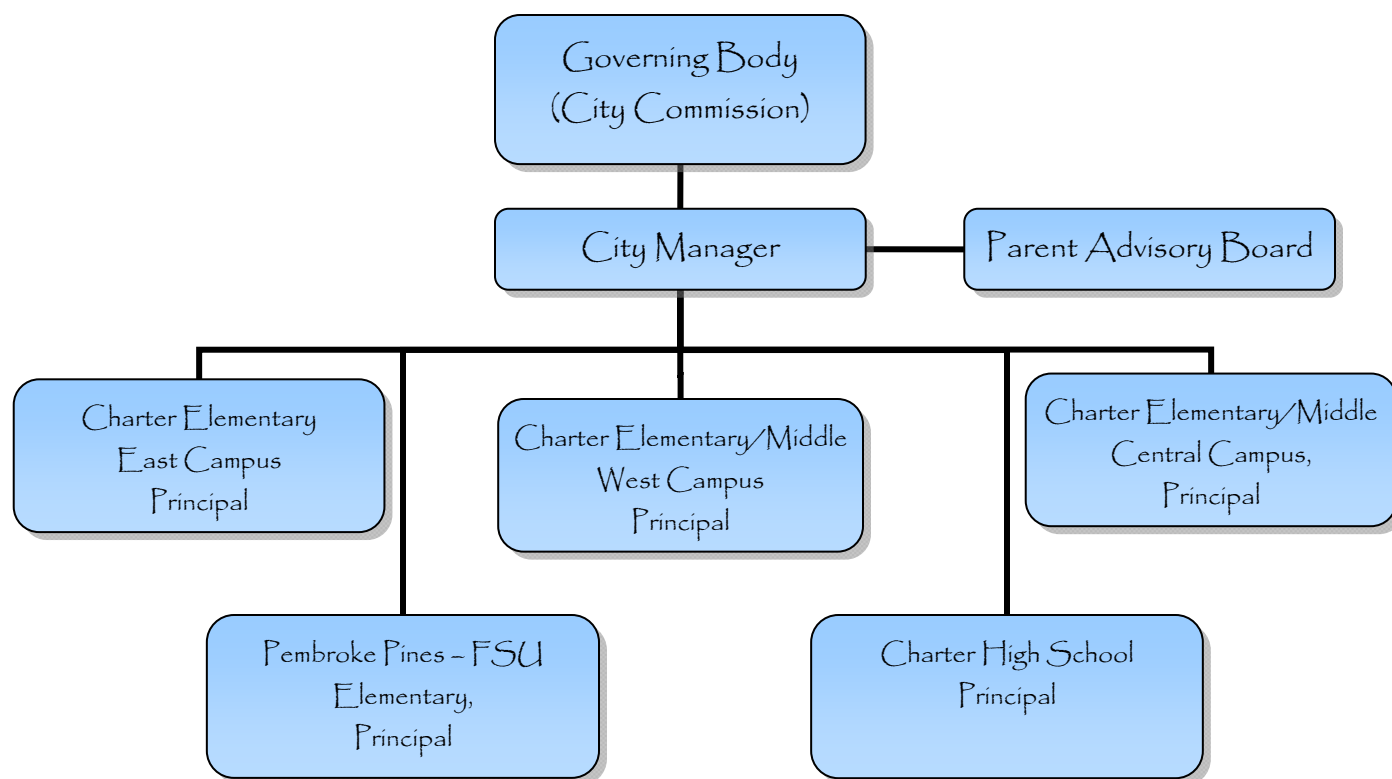 Governing Body
(City Commission)
City Manager
Parent Advisory Board
Charter Elementary
East Campus
Principal
Charter Elementary/Middle
West Campus
Principal
Charter Elementary/Middle
Central Campus,
Principal
Pembroke Pines – FSU
Elementary,
Principal
Charter High School
Principal